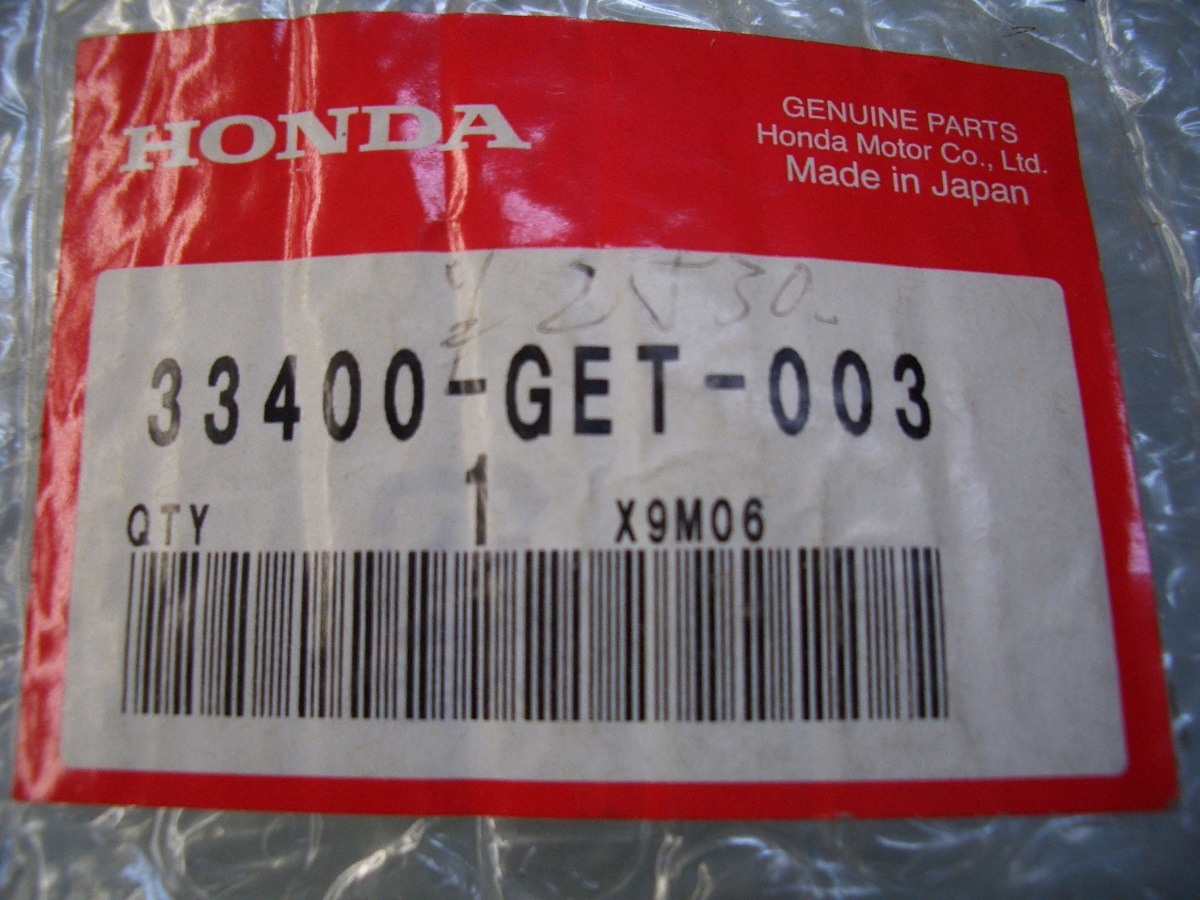 HONDA
GENUINE PARTS
Honda Motor Co., Ltd.
Made in Japan
33400-GET-003
QTY 1 X9M06